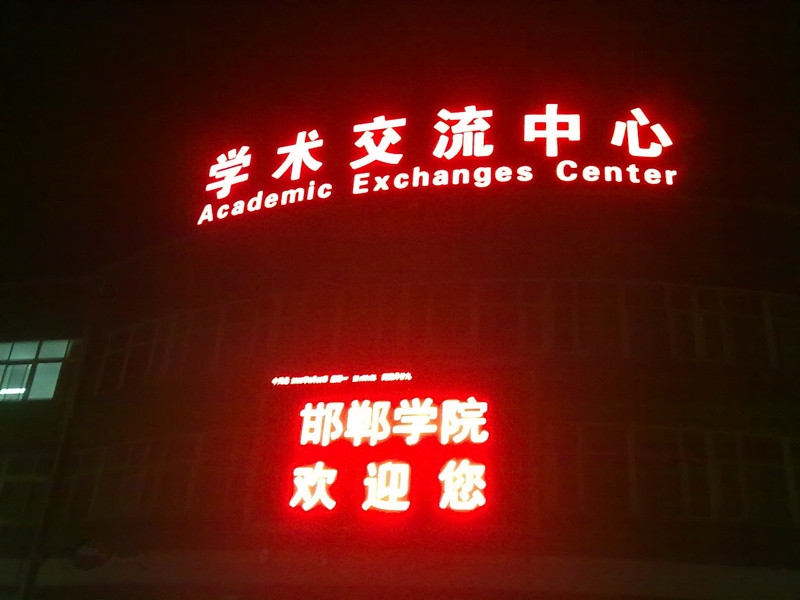 学术交流中心
Academic Exchanges Center
邯郸学院
欢迎您